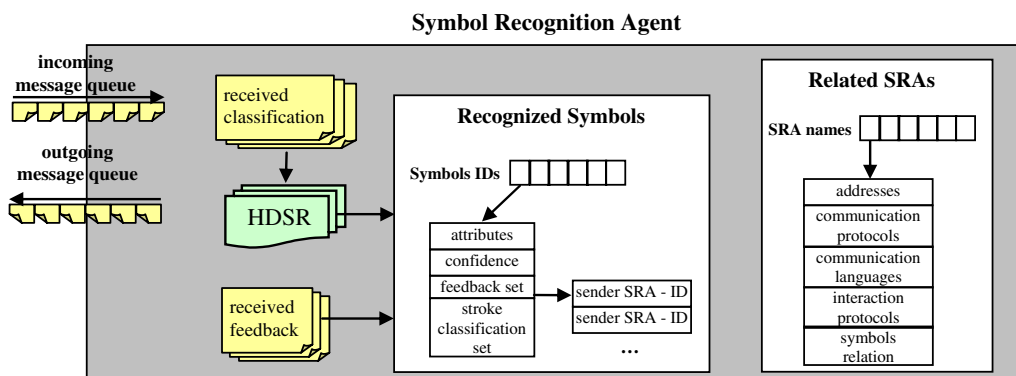 Symbol Recognition Agent
incoming
message queue
outgoing
message queue
received
classification
HDSR
received
feedback
Recognized Symbols
Symbols IDs
attributes
confidence
feedback set
stroke
classification
set
sender SRA - ID
sender SRA - ID
...
Related SRAs
SRA names
addresses
communication
protocols
communication
languages
interaction
protocols
symbols
relation